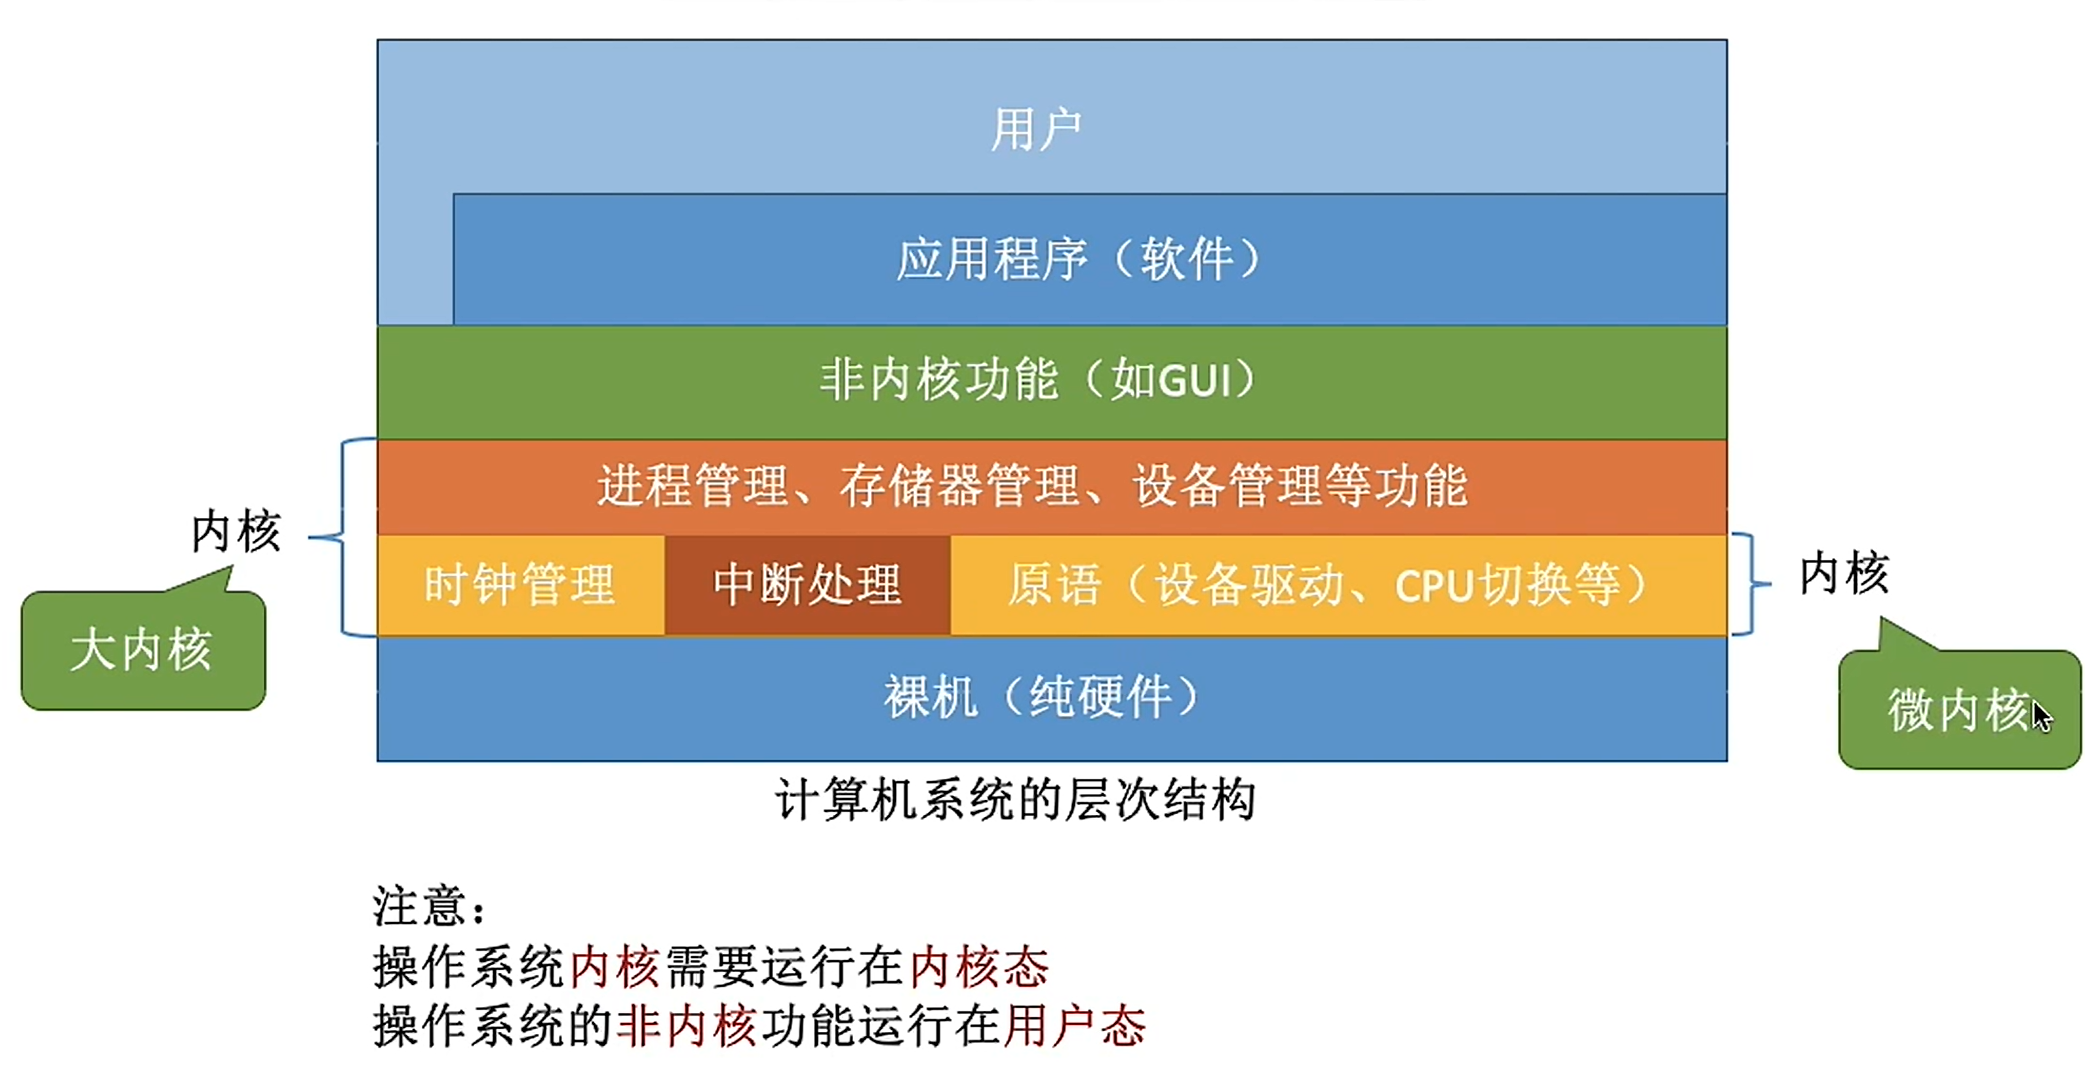 用户
应用程序（软件）
非内核功能（如GUI）
进程管理、存储器管理、设备管理等功能
内核
时钟管理
中断处理
原语（设备驱动、CPU切换等）
内核
大内核
裸机（纯硬件）
微内核
计算机系统的层次结构
注意：
操作系统内核需要运行在内核态
操作系统的非内核功能运行在用户态